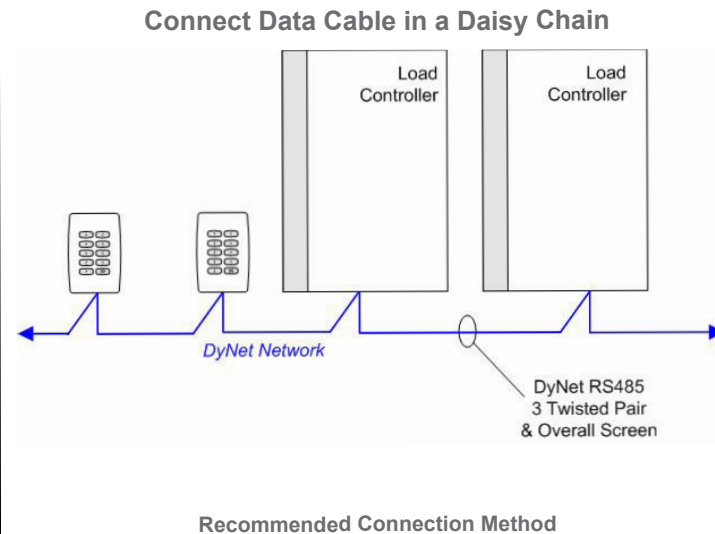 Connect Data Cable in a Daisy Chain
Load
Controller
Load
Controller
DyNet Network
DyNet RS485
3 Twisted Pair
& Overall Screen
Recommended Connection Method